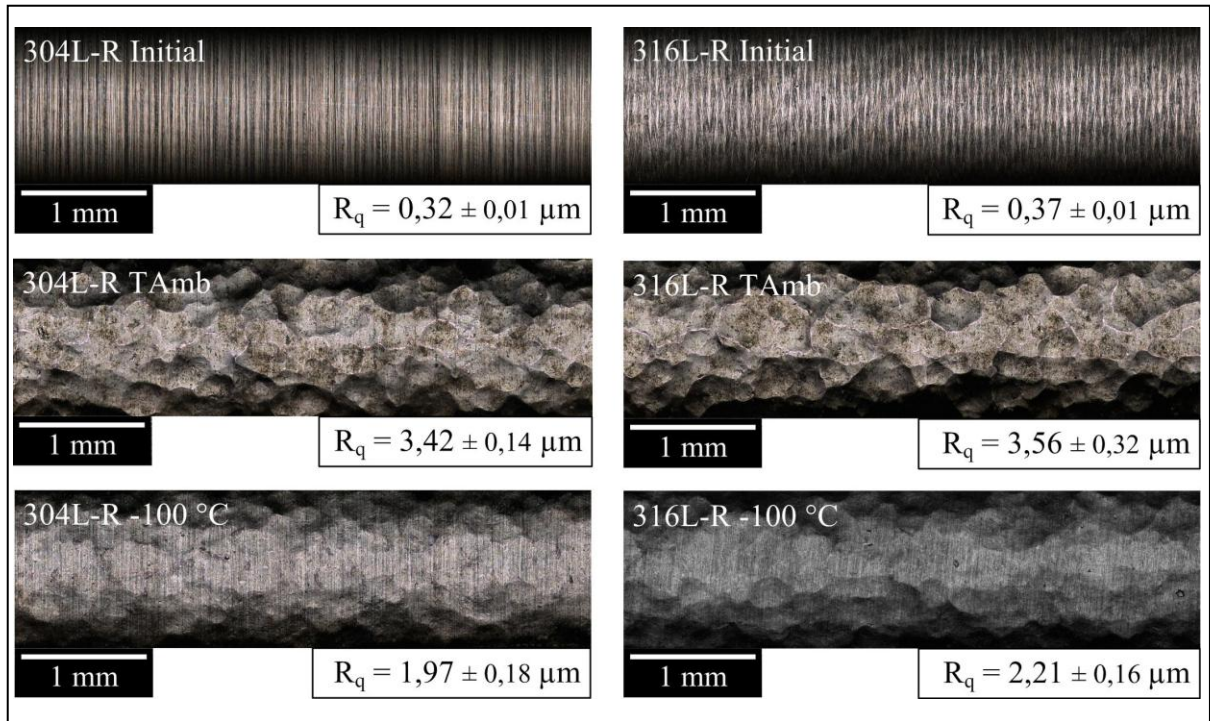 304L-R Initial
1 mm
R_q = 0,32 ± 0,01 µm
316L-R Initial
1 mm
R_q = 0,37 ± 0,01 µm
304L-R TAmb
1 mm
R_q = 3,42 ± 0,14 µm
316L-R TAmb
1 mm
R_q = 3,56 ± 0,32 µm
304L-R -100 °C
1 mm
R_q = 1,97 ± 0,18 µm
316L-R -100 °C
1 mm
R_q = 2,21 ± 0,16 µm